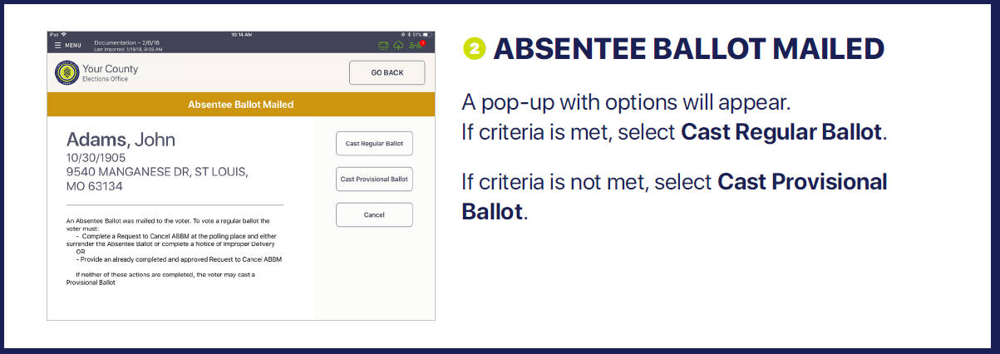 iPad 10:14 AM 51%
MENU
Documentation - 2/6/18
Last Imported: 1/19/18, 9:05 AM
1
Your County
Elections Office
GO BACK
Absentee Ballot Mailed
Adams, John
10/30/1905
9540 MANGANESE DR, ST LOUIS,
MO 63134
Cast Regular Ballot
Cast Provisional Ballot
Cancel
An Absentee Ballot was mailed to the voter. To vote a regular ballot the
voter must:
- Complete a Request to Cancel ABBM at the polling place and either
surrender the Absentee Ballot or complete a Notice of Improper Delivery
OR
- Provide an already completed and approved Request to Cancel ABBM
If neither of these actions are completed, the voter may cast a
Provisional Ballot
2 ABSENTEE BALLOT MAILED
A pop-up with options will appear.
If criteria is met, select Cast Regular Ballot.
If criteria is not met, select Cast Provisional
Ballot.